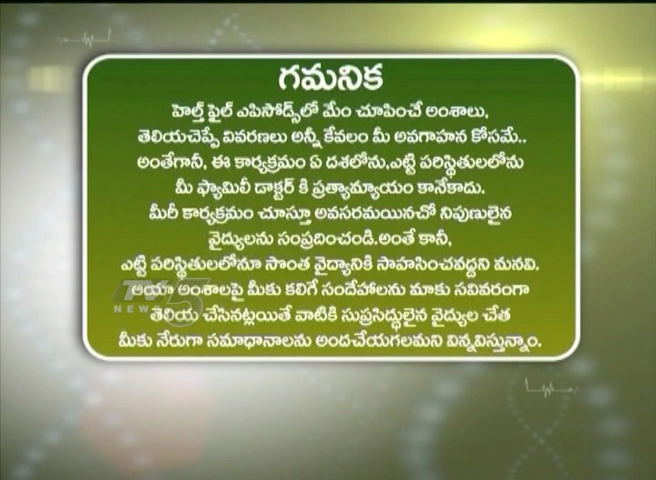 గమనిక
హెల్త్ ఫైల్ ఎపిసోడ్స్‌లో మేం చూపించే అంశాలు,
తెలియచెప్పే వివరణలు అన్నీ కేవలం మీ అవగాహన కోసమే..
అంతేగానీ, ఈ కార్యక్రమం ఏ దశలోను,ఎట్టి పరిస్థితులలోను
మీ ఫ్యామిలీ డాక్టర్ కి ప్రత్యామ్యాయం కానేకాదు.
మీరీ కార్యక్రమం చూస్తూ అవసరమయినచో నిపుణులైన
వైద్యులను సంప్రదించండి.అంతే కానీ,
ఎట్టి పరిస్థితులలోనూ సొంత వైద్యానికి సాహసించవద్దని మనవి.
ఆయా అంశాలపై మీకు కలిగే సందేహాలను మాకు సవివరంగా
తెలియ చేసినట్లయితే వాటికి సుప్రసిద్ధులైన వైద్యుల చేత
మీకు నేరుగా సమాధానాలను అందచేయగలమని విన్నవిస్తున్నాం.
TV5
NEWS